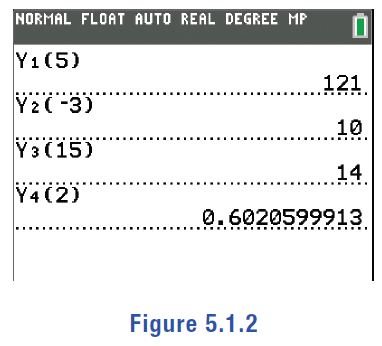 NORMAL FLOAT AUTO REAL DEGREE MP
Y₁(5)
121
Y₂(-3)
10
Y₃(15)
14
Y₄(2)
0.6020599913
Figure 5.1.2